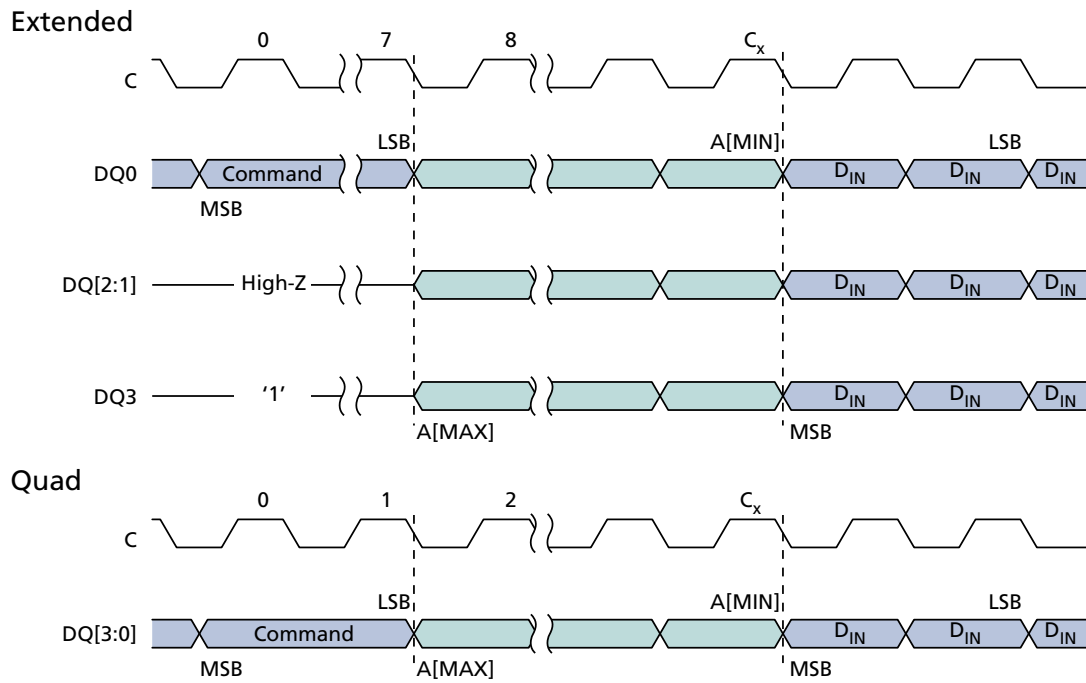 Extended
0 7 8 Cx
C
LSB A[MIN] LSB
DQ0 Command DIN DIN DIN
MSB
DQ[2:1] High-Z DIN DIN DIN
DQ3 '1' DIN DIN DIN
A[MAX] MSB
Quad
0 1 2 Cx
C
LSB A[MIN] LSB
DQ[3:0] Command DIN DIN DIN
MSB A[MAX] MSB